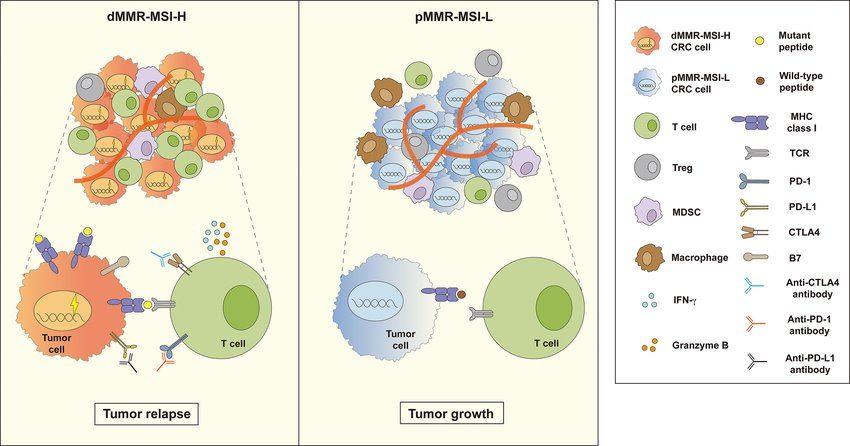 dMMR-MSI-H
Tumor
cell
T cell
Tumor relapse
pMMR-MSI-L
Tumor
cell
T cell
Tumor growth
dMMR-MSI-H
CRC cell
pMMR-MSI-L
CRC cell
T cell
Treg
MDSC
Macrophage
IFN-γ
Granzyme B
Mutant
peptide
Wild-type
peptide
MHC
class I
TCR
PD-1
PD-L1
CTLA4
B7
Anti-CTLA4
antibody
Anti-PD-1
antibody
Anti-PD-L1
antibody